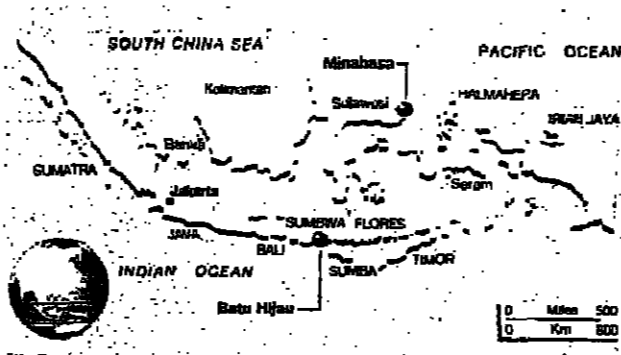 SOUTH CHINA SEA
PACIFIC OCEAN
Minahasa
Kalimantan
Sulawesi
HALMAHERA
IRIAN JAYA
Banka
SUMATRA
Seram
Jakarta
SUMBWA FLORES
JAVA
BALI
TIMOR
INDIAN OCEAN
SUMBA
Batu Hijau
0 Miles 500
0 Km 800